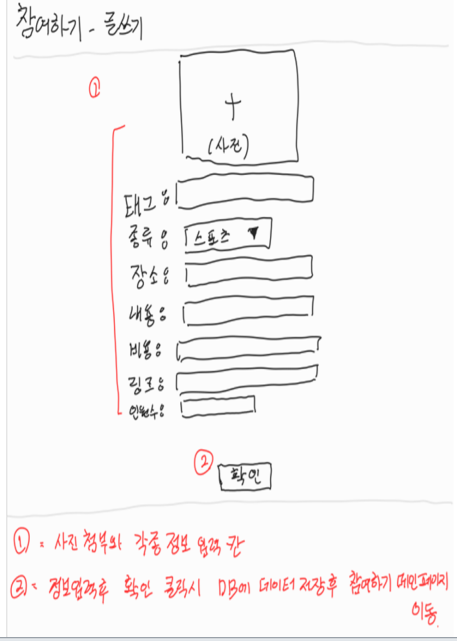 참여하기 - 글쓰기
①
+
(사진)
태그 :
종류 : 스포츠 ▼
장소 :
내용 :
비용 :
링크 :
인원수 :
② 확인
① = 사진 첨부와 각종 정보 입력 칸
② = 정보입력후 확인 클릭시 DB에 데이터 저장후 참여하기 메인페이지
이동.